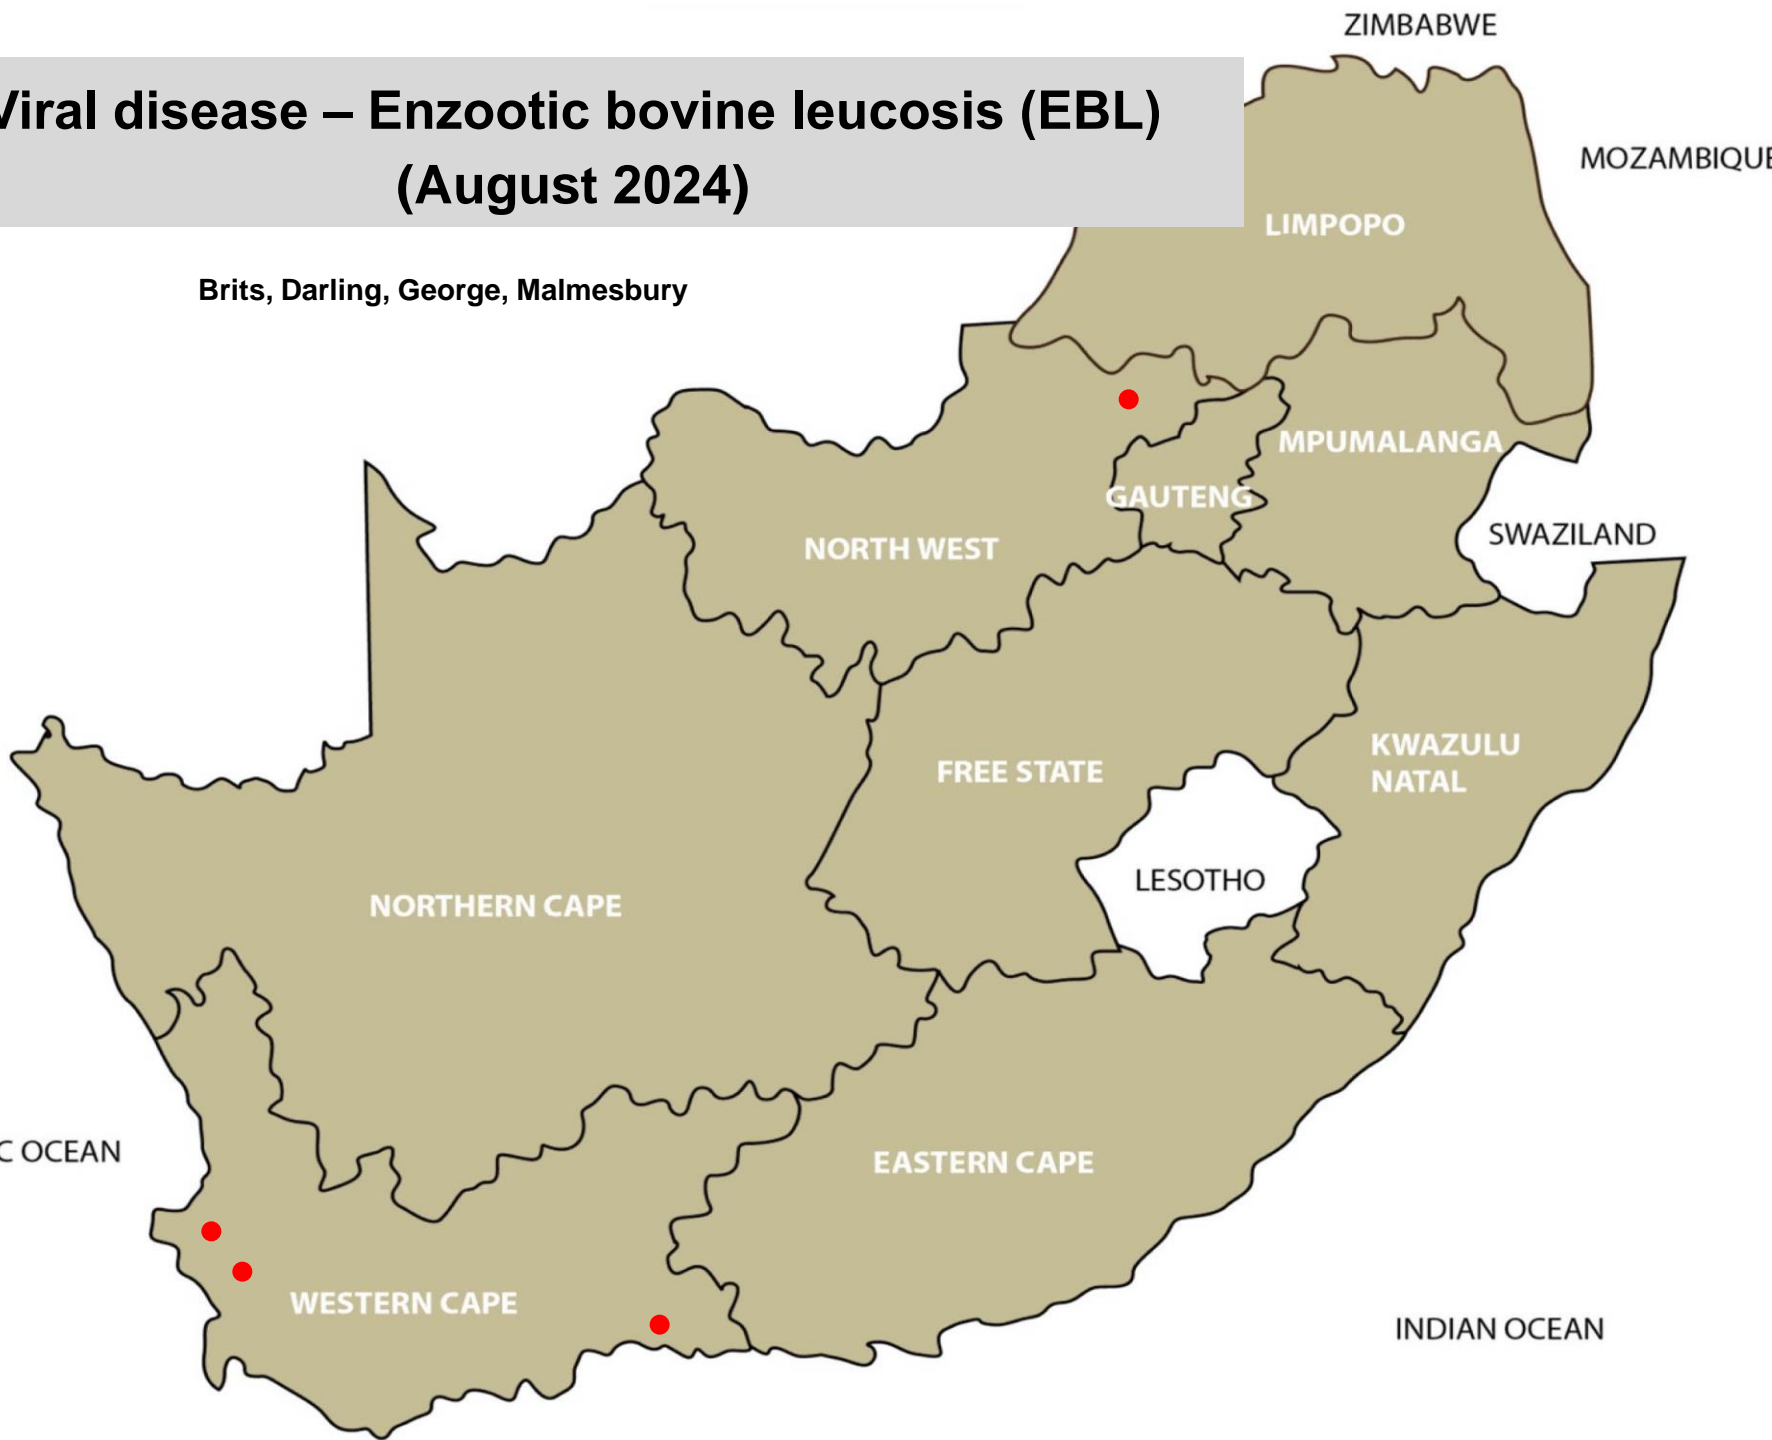 ZIMBABWE
Viral disease – Enzootic bovine leucosis (EBL)
(August 2024)
MOZAMBIQUE
LIMPOPO
Brits, Darling, George, Malmesbury
MPUMALANGA
GAUTENG
SWAZILAND
NORTH WEST
KWAZULU
NATAL
FREE STATE
LESOTHO
NORTHERN CAPE
C OCEAN
EASTERN CAPE
WESTERN CAPE
INDIAN OCEAN